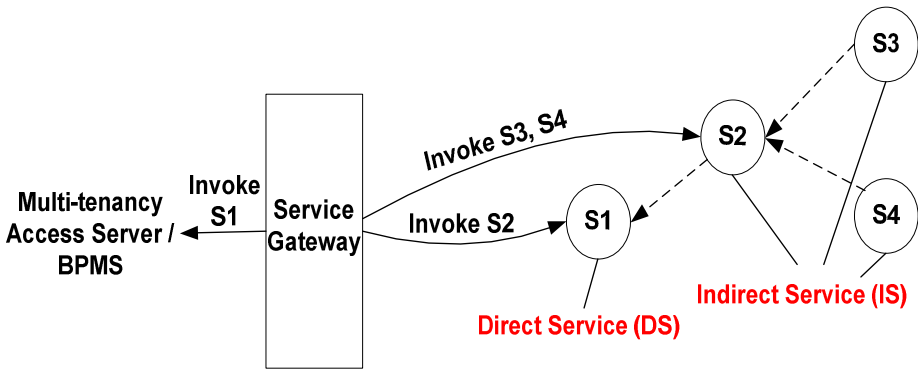 S3
Invoke S3, S4
S2
Invoke
S1
Multi-tenancy
Access Server /
BPMS
Service
Gateway
Invoke S2
S1
S4
Indirect Service (IS)
Direct Service (DS)